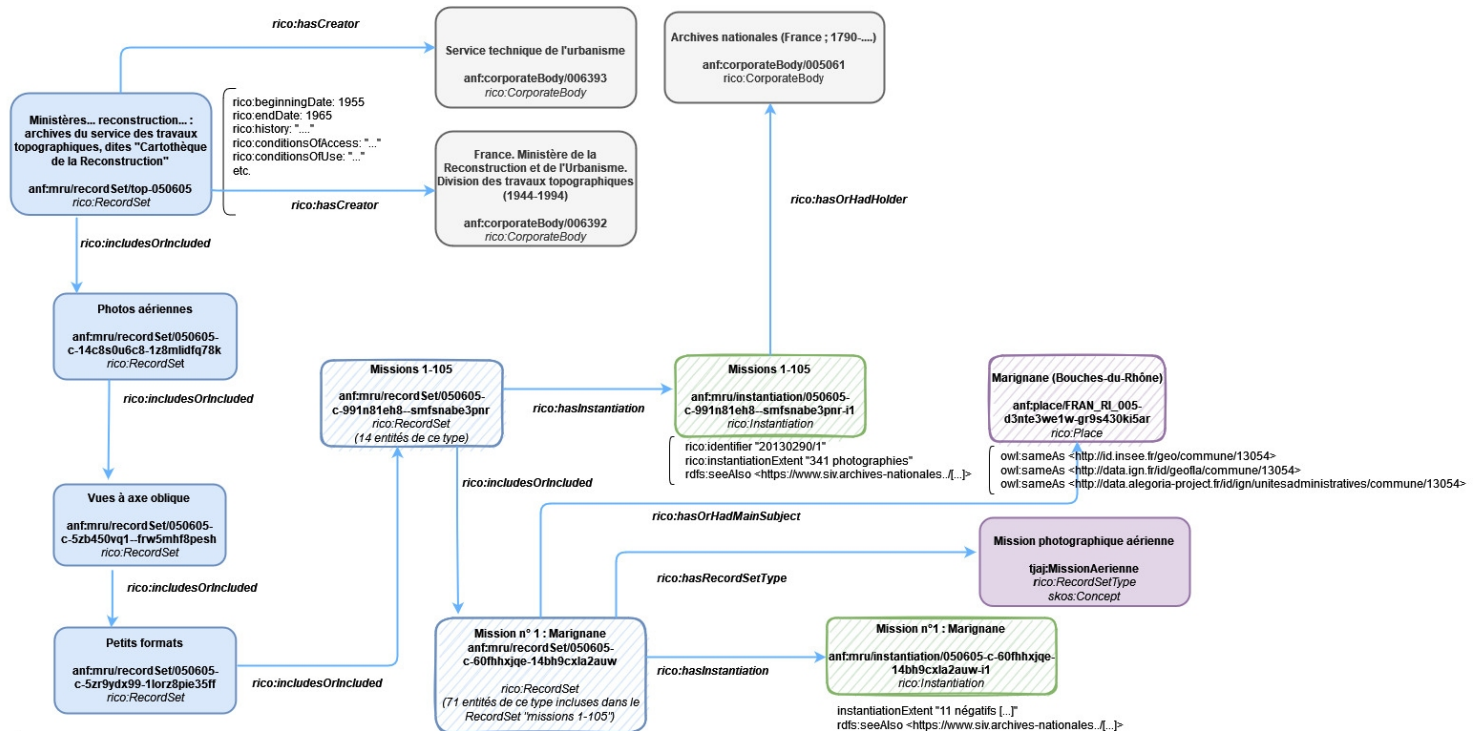 rico:hasCreator
Service technique de l'urbanisme
anf:corporateBody/006393
rico:CorporateBody
Archives nationales (France ; 1790-....)
anf:corporateBody/005061
rico:CorporateBody
Ministères... reconstruction... :
archives du service des travaux
topographiques, dites "Cartothèque
de la Reconstruction"
anf:mru/recordSet/top-050605
rico:RecordSet
rico:beginningDate: 1955
rico:endDate: 1965
rico:history: "...."
rico:conditionsOfAccess: "..."
rico:conditionsOfUse: "..."
etc.
rico:hasCreator
France. Ministère de la
Reconstruction et de l'Urbanisme.
Division des travaux topographiques
(1944-1994)
anf:corporateBody/006392
rico:CorporateBody
rico:hasOrHadHolder
rico:includesOrIncluded
Photos aériennes
anf:mru/recordSet/050605-
c-14c8s0u6c8-1z8mlidfq78k
rico:RecordSet
rico:includesOrIncluded
Missions 1-105
anf:mru/recordSet/050605-
c-991n81eh8--smfsnabe3pnr
rico:RecordSet
(14 entités de ce type)
rico:hasInstantiation
Missions 1-105
anf:mru/instantiation/050605-
c-991n81eh8--smfsnabe3pnr-i1
rico:Instantiation
rico:identifier "20130290/1"
rico:instantiationExtent "341 photographies"
rdfs:seeAlso <https://www.siv.archives-nationales../[...]>
Marignane (Bouches-du-Rhône)
anf:place/FRAN_RI_005-
d3nte3we1w-gr9s430ki5ar
rico:Place
owl:sameAs <http://id.insee.fr/geo/commune/13054>
owl:sameAs <http://data.ign.fr/id/geofla/commune/13054>
owl:sameAs <http://data.alegoria-project.fr/id/ign/unitesadministratives/commune/13054>
Vues à axe oblique
anf:mru/recordSet/050605-
c-5zb450vq1--frw5mhf8pesh
rico:RecordSet
rico:includesOrIncluded
rico:includesOrIncluded
rico:hasOrHadMainSubject
rico:hasRecordSetType
Mission photographique aérienne
tjaj:MissionAerienne
rico:RecordSetType
skos:Concept
Petits formats
anf:mru/recordSet/050605-
c-5zr9ydx99-1lorz8pie35ff
rico:RecordSet
rico:includesOrIncluded
Mission n° 1 : Marignane
anf:mru/recordSet/050605-
c-60fhhxjqe-14bh9cxla2auw
rico:RecordSet
(71 entités de ce type incluses dans le
RecordSet "missions 1-105")
rico:hasInstantiation
Mission n°1 : Marignane
anf:mru/instantiation/050605-c-60fhhxjqe-
14bh9cxla2auw-i1
rico:Instantiation
instantiationExtent "11 négatifs [...]"
rdfs:seeAlso <https://www.siv.archives-nationales../[...]>